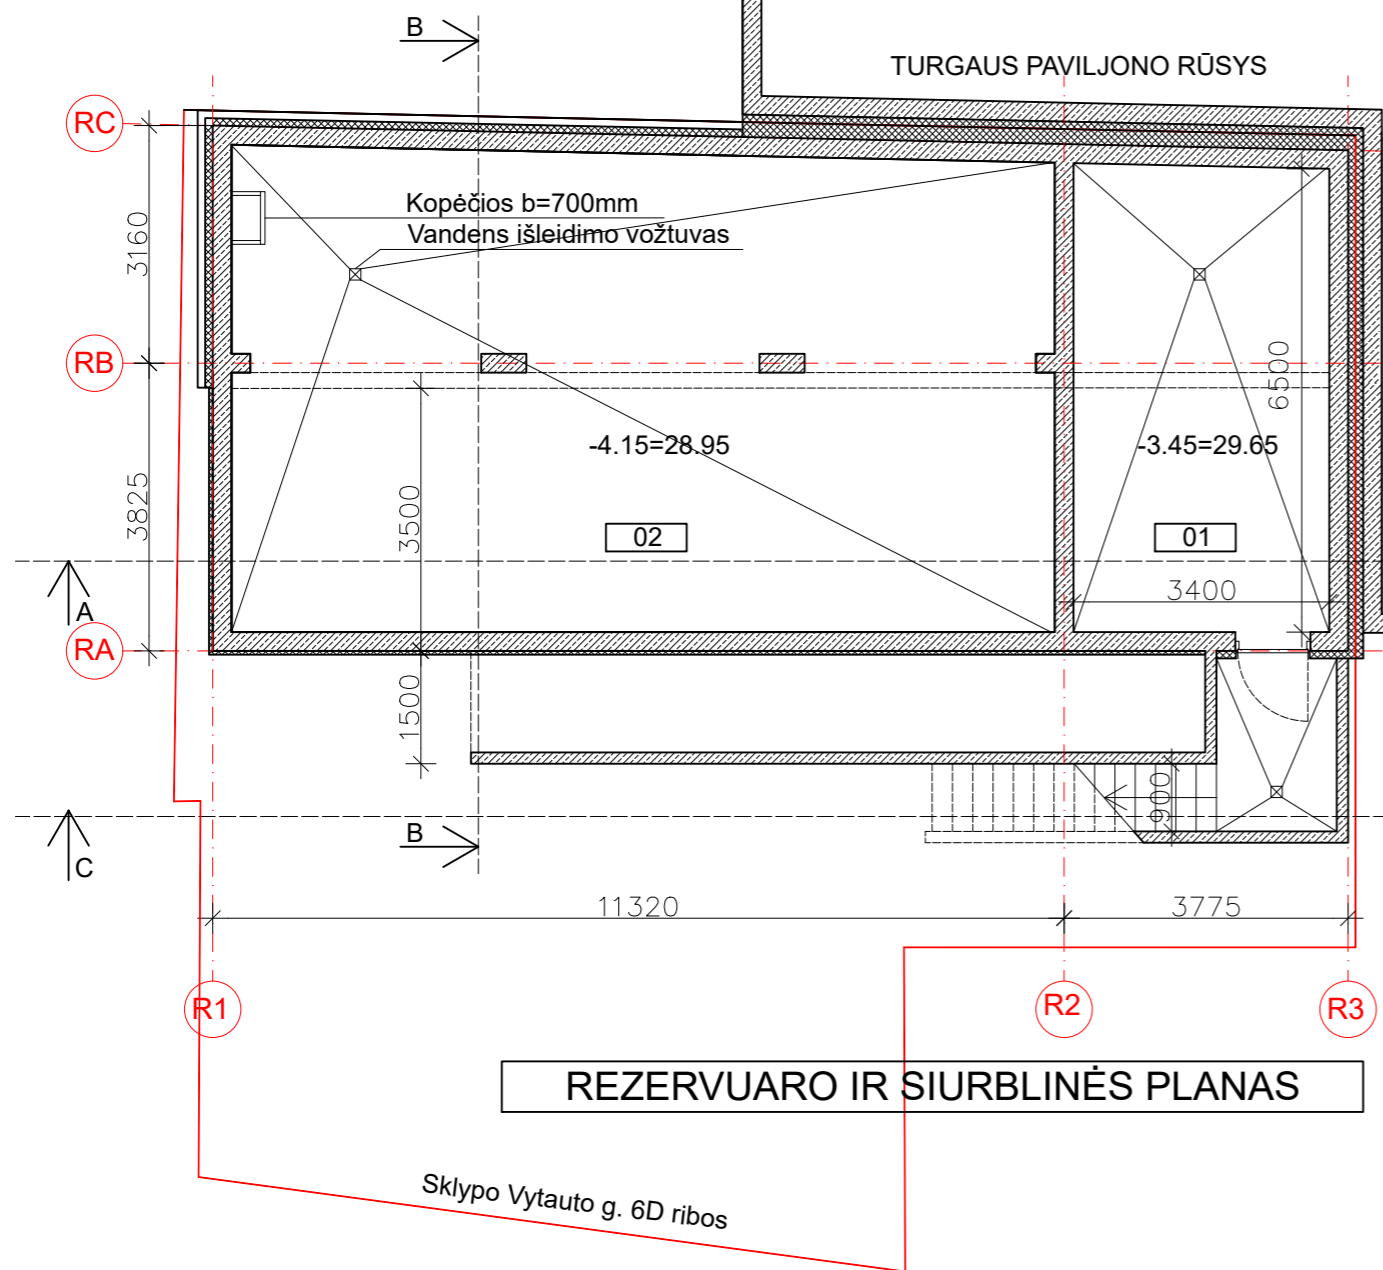 B
TURGAUS PAVILJONO RŪSYS
RC
Kopėčios b=700mm
Vandens išleidimo vožtuvas
3160
RB
6500
-4.15=28.95
-3.45=29.65
3825
3500
02
01
3400
A
RA
1500
900
B
C
11320
3775
R1
R2
R3
REZERVUARO IR SIURBLINĖS PLANAS
Sklypo Vytauto g. 6D ribos